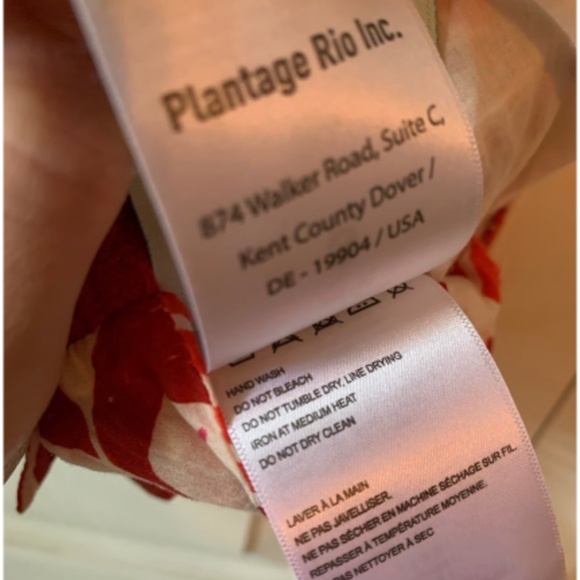 Plantage Rio Inc.
874 Walker Road, Suite C,
Kent County Dover /
DE - 19904 / USA
HAND WASH
DO NOT BLEACH
DO NOT TUMBLE DRY, LINE DRYING
IRON AT MEDIUM HEAT
DO NOT DRY CLEAN
LAVER À LA MAIN
NE PAS JAVELLISER.
NE PAS SÉCHER EN MACHINE SÉCHAGE SUR FIL.
REPASSER À TEMPÉRATURE MOYENNE.
PAS NETTOYER À SEC